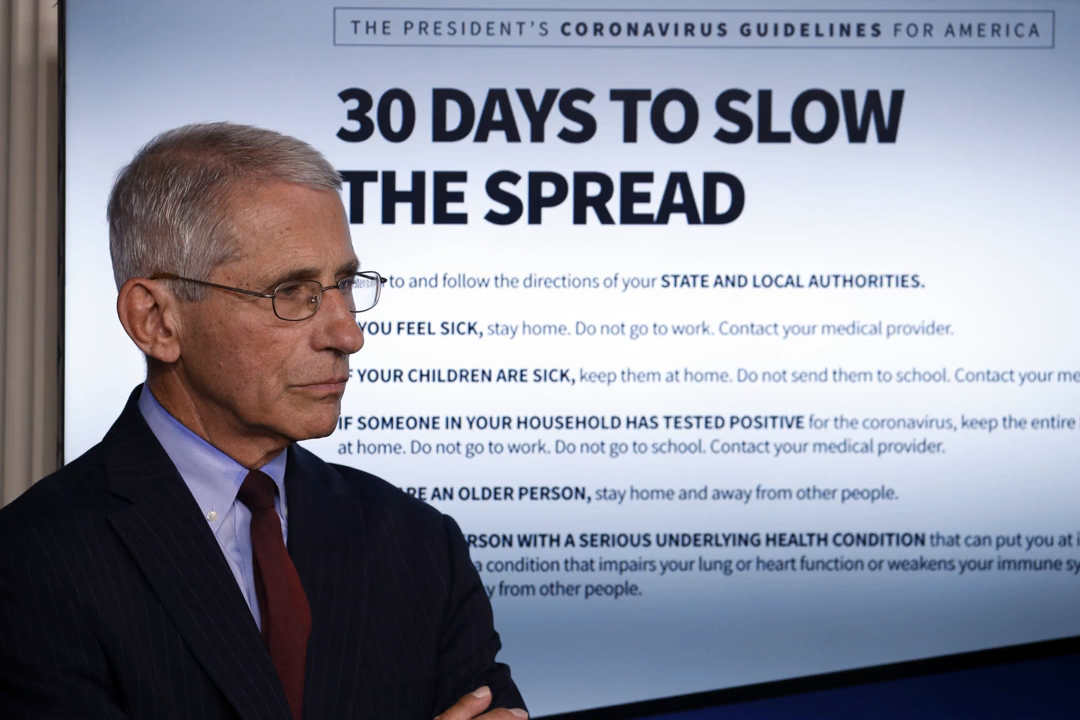 THE PRESIDENT'S CORONAVIRUS GUIDELINES FOR AMERICA
30 DAYS TO SLOW
THE SPREAD
to and follow the directions of your STATE AND LOCAL AUTHORITIES.
YOU FEEL SICK, stay home. Do not go to work. Contact your medical provider.
YOUR CHILDREN ARE SICK, keep them at home. Do not send them to school. Contact your me
IF SOMEONE IN YOUR HOUSEHOLD HAS TESTED POSITIVE for the coronavirus, keep the entire
at home. Do not go to work. Do not go to school. Contact your medical provider.
ARE AN OLDER PERSON, stay home and away from other people.
RSON WITH A SERIOUS UNDERLYING HEALTH CONDITION that can put you at i
a condition that impairs your lung or heart function or weakens your immune sy
y from other people.